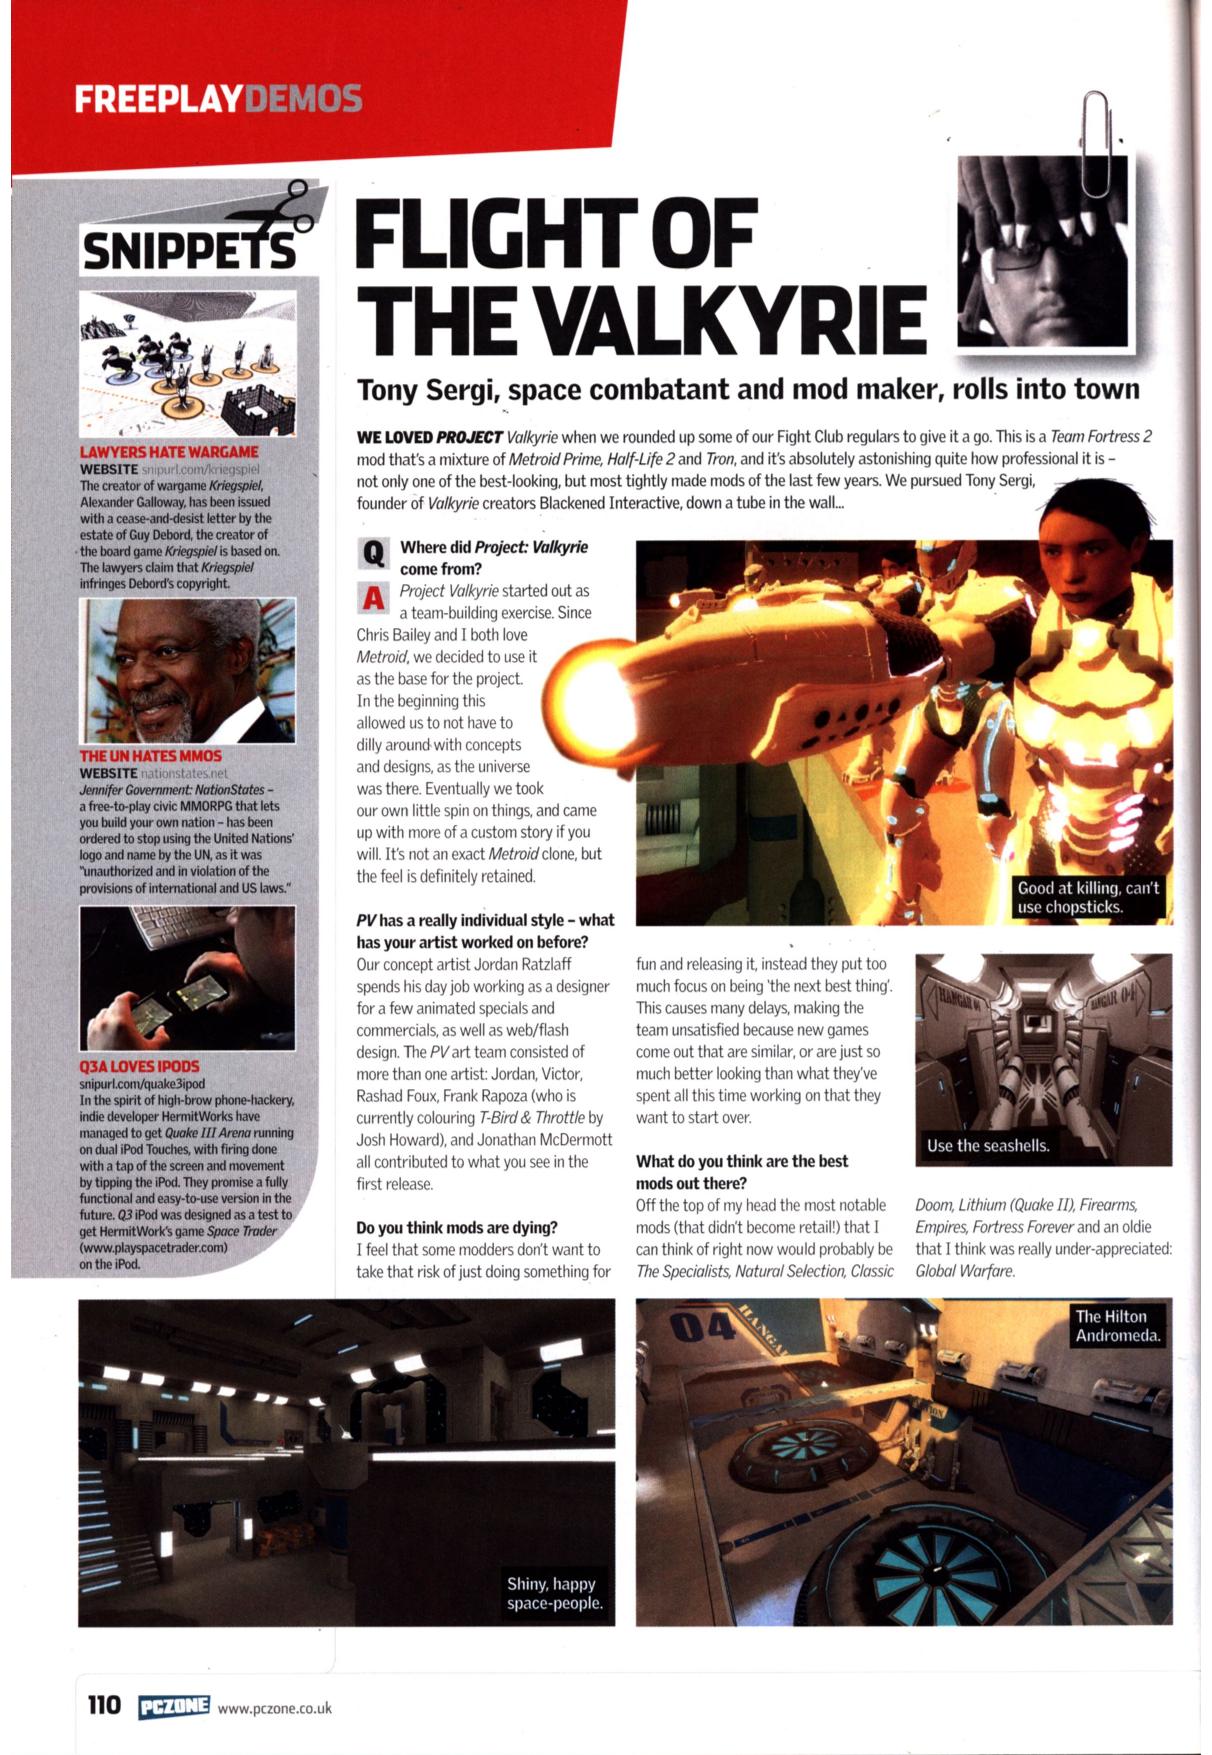 FREEPLAYDEMOS
SNIPPETS
LAWYERS HATE WARGAME
WEBSITE snipurl.com/kriegspiel
The creator of wargame Kriegspiel,
Alexander Galloway, has been issued
with a cease-and-desist letter by the
estate of Guy Debord, the creator of
the board game Kriegspiel is based on.
The lawyers claim that Kriegspiel
infringes Debord's copyright.
THE UN HATES MMOS
WEBSITE nationstates.net
Jennifer Government: NationStates –
a free-to-play civic MMORPG that lets
you build your own nation – has been
ordered to stop using the United Nations'
logo and name by the UN, as it was
"unauthorized and in violation of the
provisions of international and US laws."
Q3A LOVES IPODS
snipurl.com/quake3ipod
In the spirit of high-brow phone-hackery,
indie developer HermitWorks have
managed to get Quake III Arena running
on dual iPod Touches, with firing done
with a tap of the screen and movement
by tipping the iPod. They promise a fully
functional and easy-to-use version in the
future. Q3 iPod was designed as a test to
get HermitWork's game Space Trader
(www.playspacetrader.com)
on the iPod.
FLIGHT OF
THE VALKYRIE
Tony Sergi, space combatant and mod maker, rolls into town
WE LOVED PROJECT Valkyrie when we rounded up some of our Fight Club regulars to give it a go. This is a Team Fortress 2
mod that's a mixture of Metroid Prime, Half-Life 2 and Tron, and it's absolutely astonishing quite how professional it is –
not only one of the best-looking, but most tightly made mods of the last few years. We pursued Tony Sergi,
founder of Valkyrie creators Blackened Interactive, down a tube in the wall...
Q Where did Project: Valkyrie
come from?
A Project Valkyrie started out as
a team-building exercise. Since
Chris Bailey and I both love
Metroid, we decided to use it
as the base for the project.
In the beginning this
allowed us to not have to
dilly around with concepts
and designs, as the universe
was there. Eventually we took
our own little spin on things, and came
up with more of a custom story if you
will. It's not an exact Metroid clone, but
the feel is definitely retained.
PV has a really individual style – what
has your artist worked on before?
Our concept artist Jordan Ratzlaff
spends his day job working as a designer
for a few animated specials and
commercials, as well as web/flash
design. The PV art team consisted of
more than one artist: Jordan, Victor,
Rashad Foux, Frank Rapoza (who is
currently colouring T-Bird & Throttle by
Josh Howard), and Jonathan McDermott
all contributed to what you see in the
first release.
Do you think mods are dying?
I feel that some modders don't want to
take that risk of just doing something for
Good at killing, can't
use chopsticks.
fun and releasing it, instead they put too
much focus on being 'the next best thing'.
This causes many delays, making the
team unsatisfied because new games
come out that are similar, or are just so
much better looking than what they've
spent all this time working on that they
want to start over.
What do you think are the best
mods out there?
Off the top of my head the most notable
mods (that didn't become retail!) that I
can think of right now would probably be
The Specialists, Natural Selection, Classic
HANGAR 04
HANGAR 04
Use the seashells.
Doom, Lithium (Quake II), Firearms,
Empires, Fortress Forever and an oldie
that I think was really under-appreciated:
Global Warfare.
Shiny, happy
space-people.
04
HANGA
The Hilton
Andromeda.
110 PCZONE www.pczone.co.uk